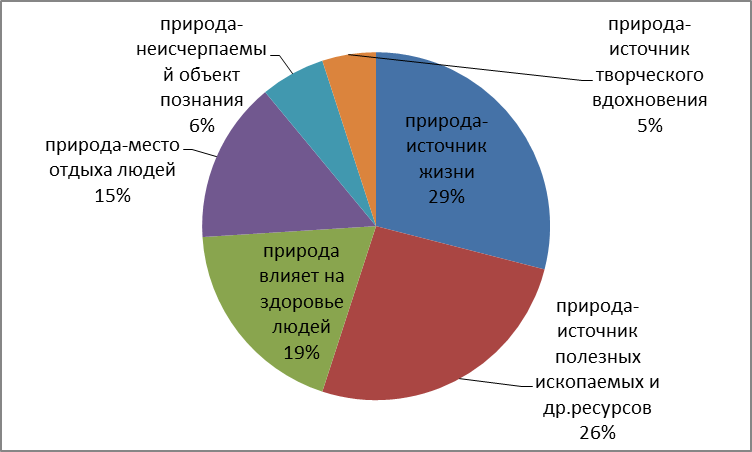 природа-
неисчерпаемы
й объект
познания
6%
природа-
источник
творческого
вдохновения
5%
природа-
источник
жизни
29%
природа-место
отдыха людей
15%
природа
влияет на
здоровье
людей
19%
природа-
источник
полезных
ископаемых и
др.ресурсов
26%